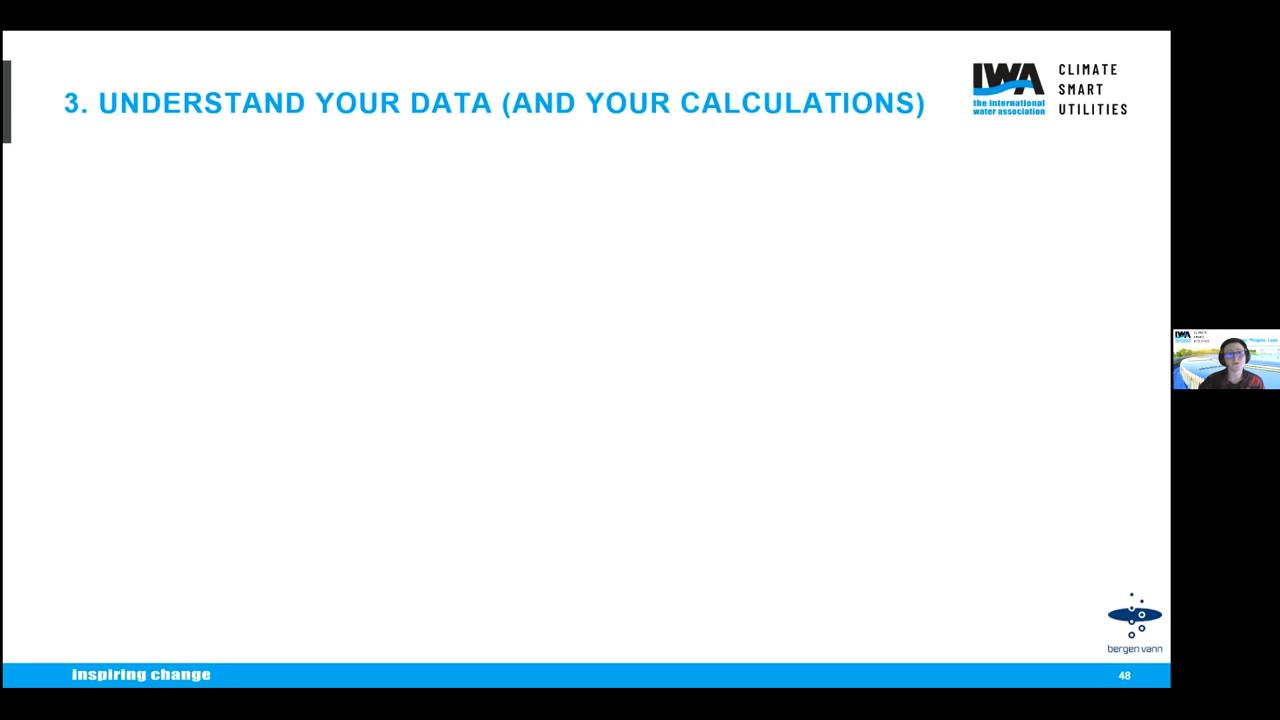 3. UNDERSTAND YOUR DATA (AND YOUR CALCULATIONS)
IWA
the international
water association
CLIMATE
SMART
UTILITIES
bergen vann
inspiring change
48
IWA